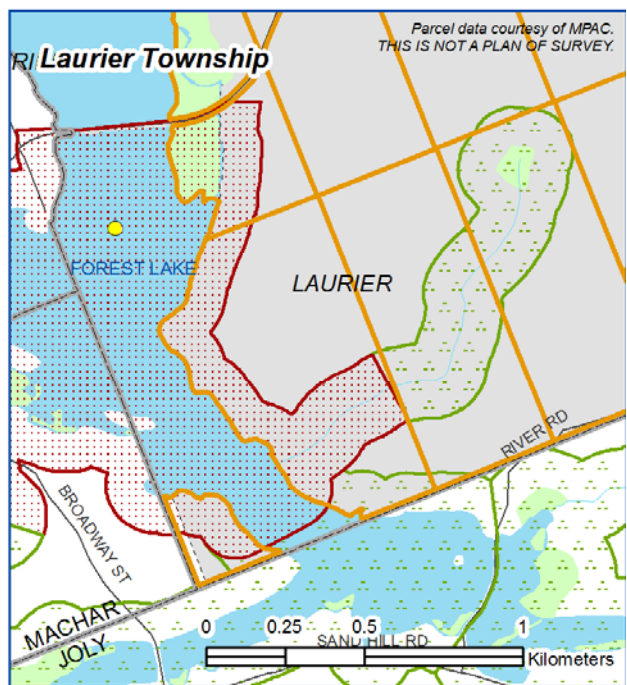 Parcel data courtesy of MPAC.
THIS IS NOT A PLAN OF SURVEY.
RI Laurier Township
FOREST LAKE
LAURIER
RIVER RD
BROADWAY ST
MACHAR
JOLY
0 0.25 0.5 1
SAND HILL RD
Kilometers